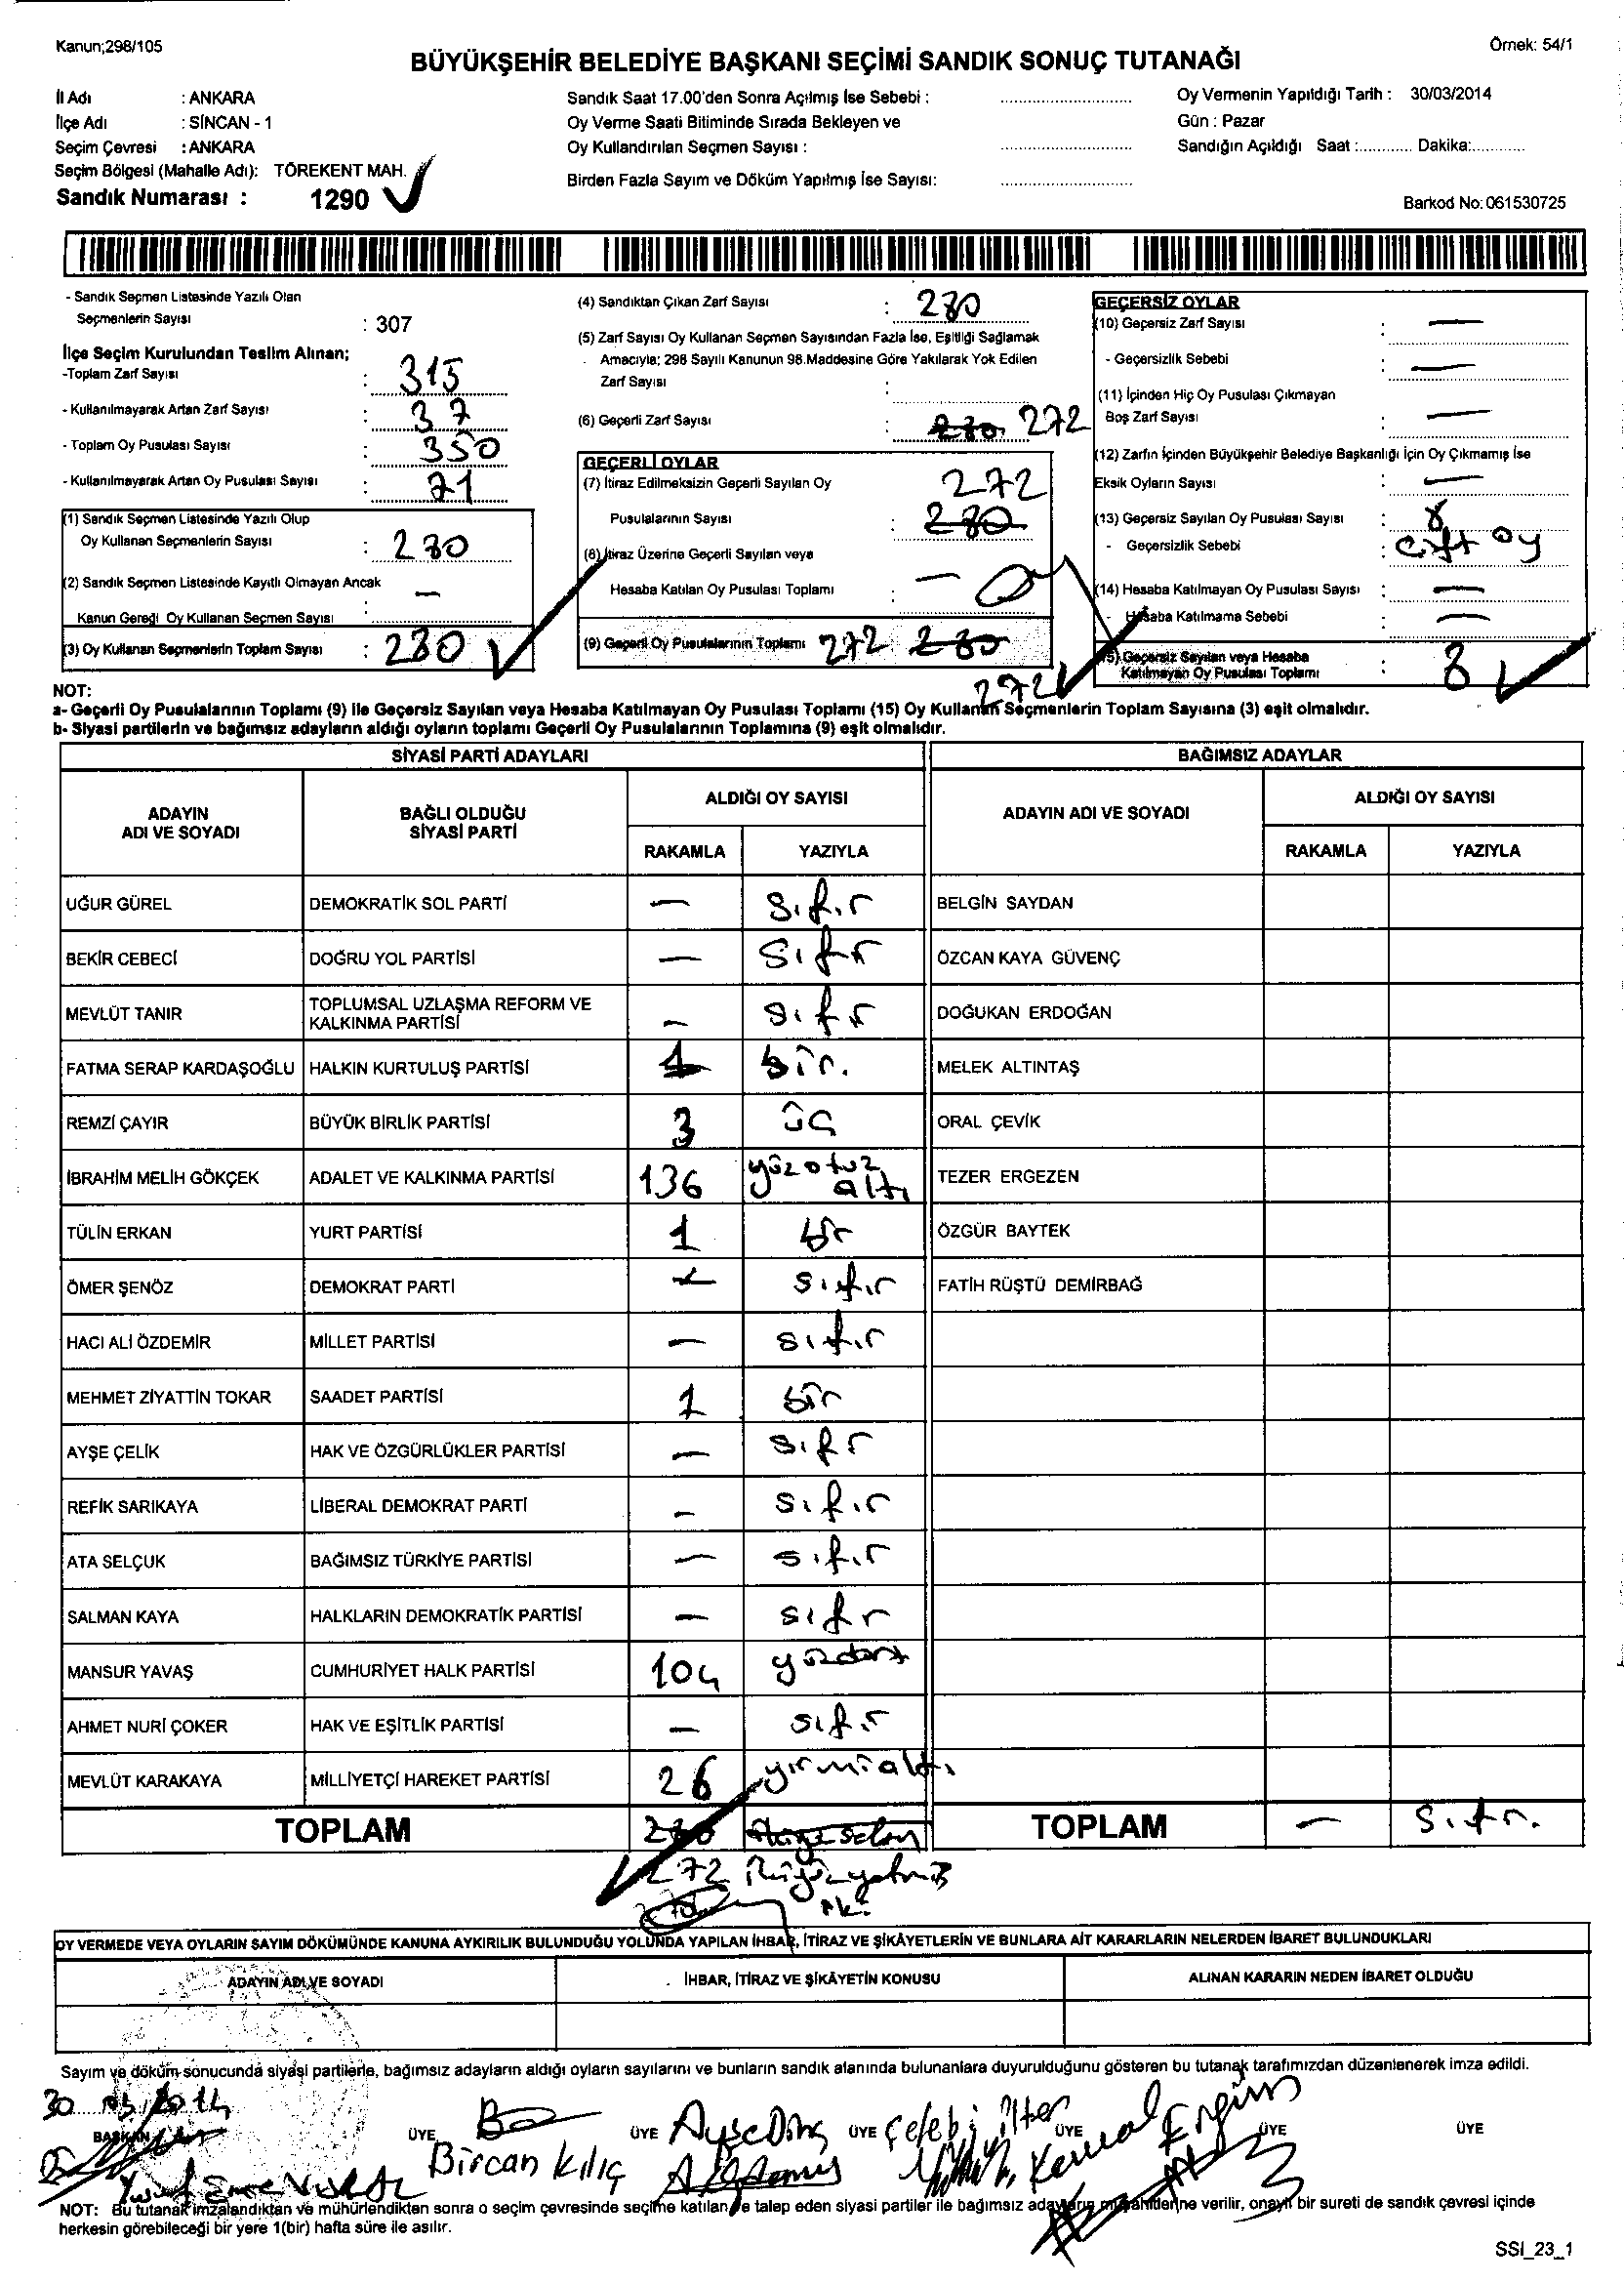 Kanun;298/105
Örnek: 54/1
BÜYÜKŞEHİR BELEDİYE BAŞKANI SEÇİMİ SANDIK SONUÇ TUTANAĞI
İl Adı : ANKARA
İlçe Adı : SİNCAN - 1
Seçim Çevresi : ANKARA
Seçim Bölgesi (Mahalle Adı): TÖREKENT MAH.
Sandık Numarası : 1290
Sandık Saat 17.00'den Sonra Açılmış İse Sebebi :
Oy Verme Saati Bitiminde Sırada Bekleyen ve
Oy Kullandırılan Seçmen Sayısı :
Birden Fazla Sayım ve Döküm Yapılmış İse Sayısı:
Oy Vermenin Yapıldığı Tarih : 30/03/2014
Gün : Pazar
Sandığın Açıldığı Saat :............ Dakika:...........
Barkod No: 061530725
- Sandık Seçmen Listesinde Yazılı Olan
Seçmenlerin Sayısı : 307
İlçe Seçim Kurulundan Teslim Alınan;
-Toplam Zarf Sayısı : 315
- Kullanılmayarak Artan Zarf Sayısı : 37
- Toplam Oy Pusulası Sayısı : 350
- Kullanılmayarak Artan Oy Pusulası Sayısı : 71
(1) Sandık Seçmen Listesinde Yazılı Olup
Oy Kullanan Seçmenlerin Sayısı : 280
(2) Sandık Seçmen Listesinde Kayıtlı Olmayan Ancak
Kanun Gereği Oy Kullanan Seçmen Sayısı : –
(3) Oy Kullanan Seçmenlerin Toplam Sayısı : 280
(4) Sandıktan Çıkan Zarf Sayısı : 280
(5) Zarf Sayısı Oy Kullanan Seçmen Sayısından Fazla İse, Eşitliği Sağlamak
Amacıyla; 298 Sayılı Kanunun 98.Maddesine Göre Yakılarak Yok Edilen
Zarf Sayısı :
(6) Geçerli Zarf Sayısı : 280 272
GEÇERLİ OYLAR
(7) İtiraz Edilmeksizin Geçerli Sayılan Oy 272
Pusulalarının Sayısı : 280
(8) İtiraz Üzerine Geçerli Sayılan veya
Hesaba Katılan Oy Pusulası Toplamı : – 0
(9) Geçerli Oy Pusulalarının Toplamı 272 280
272
GEÇERSİZ OYLAR
(10) Geçersiz Zarf Sayısı : –
- Geçersizlik Sebebi : –
(11) İçinden Hiç Oy Pusulası Çıkmayan
Boş Zarf Sayısı : –
(12) Zarfın İçinden Büyükşehir Belediye Başkanlığı İçin Oy Çıkmamış İse
Eksik Oyların Sayısı : –
(13) Geçersiz Sayılan Oy Pusulası Sayısı : 8
- Geçersizlik Sebebi : çift oy
(14) Hesaba Katılmayan Oy Pusulası Sayısı : –
- Hesaba Katılmama Sebebi : –
(15) Geçersiz Sayılan veya Hesaba
Katılmayan Oy Pusulası Toplamı : 8
NOT:
a- Geçerli Oy Pusulalarının Toplamı (9) ile Geçersiz Sayılan veya Hesaba Katılmayan Oy Pusulası Toplamı (15) Oy Kullanan Seçmenlerin Toplam Sayısına (3) eşit olmalıdır.
b- Siyasi partilerin ve bağımsız adayların aldığı oyların toplamı Geçerli Oy Pusulalarının Toplamına (9) eşit olmalıdır.
SİYASİ PARTİ ADAYLARI
ADAYIN ADI VE SOYADI
BAĞLI OLDUĞU SİYASİ PARTİ
ALDIĞI OY SAYISI
RAKAMLA YAZIYLA
UĞUR GÜREL DEMOKRATİK SOL PARTİ – sıfır
BEKİR CEBECİ DOĞRU YOL PARTİSİ – sıfır
MEVLÜT TANIR TOPLUMSAL UZLAŞMA REFORM VE KALKINMA PARTİSİ – sıfır
FATMA SERAP KARDAŞOĞLU HALKIN KURTULUŞ PARTİSİ 1 bir.
REMZİ ÇAYIR BÜYÜK BİRLİK PARTİSİ 3 üç
İBRAHİM MELİH GÖKÇEK ADALET VE KALKINMA PARTİSİ 136 yüzotuz altı
TÜLİN ERKAN YURT PARTİSİ 1 bir
ÖMER ŞENÖZ DEMOKRAT PARTİ – sıfır
HACI ALİ ÖZDEMİR MİLLET PARTİSİ – sıfır
MEHMET ZİYATTİN TOKAR SAADET PARTİSİ 1 bir
AYŞE ÇELİK HAK VE ÖZGÜRLÜKLER PARTİSİ – sıfır
REFİK SARIKAYA LİBERAL DEMOKRAT PARTİ – sıfır
ATA SELÇUK BAĞIMSIZ TÜRKİYE PARTİSİ – sıfır
SALMAN KAYA HALKLARIN DEMOKRATİK PARTİSİ – sıfır
MANSUR YAVAŞ CUMHURİYET HALK PARTİSİ 104 yüzdört
AHMET NURİ ÇOKER HAK VE EŞİTLİK PARTİSİ – sıfır
MEVLÜT KARAKAYA MİLLİYETÇİ HAREKET PARTİSİ 26 yirmialtı
TOPLAM 280 ikiyüzseksen
272 ikiyüzyetmiş
iki
BAĞIMSIZ ADAYLAR
ADAYIN ADI VE SOYADI
ALDIĞI OY SAYISI
RAKAMLA YAZIYLA
BELGİN SAYDAN
ÖZCAN KAYA GÜVENÇ
DOĞUKAN ERDOĞAN
MELEK ALTINTAŞ
ORAL ÇEVİK
TEZER ERGEZEN
ÖZGÜR BAYTEK
FATİH RÜŞTÜ DEMİRBAĞ
TOPLAM – sıfır.
OY VERMEDE VEYA OYLARIN SAYIM DÖKÜMÜNDE KANUNA AYKIRILIK BULUNDUĞU YOLUNDA YAPILAN İHBAR, İTİRAZ VE ŞİKÂYETLERİN VE BUNLARA AİT KARARLARIN NELERDEN İBARET BULUNDUKLARI
ADAYIN ADI VE SOYADI
İHBAR, İTİRAZ VE ŞİKÂYETİN KONUSU
ALINAN KARARIN NEDEN İBARET OLDUĞU
Sayım ve döküm sonucunda siyasi partilerle, bağımsız adayların aldığı oyların sayılarını ve bunların sandık alanında bulunanlara duyurulduğunu gösteren bu tutanak tarafımızdan düzenlenerek imza edildi.
30 03/2014
BAŞKAN ÜYE ÜYE Ayşe Dinç ÜYE Çelebi İlter ÜYE Kemal Ergün ÜYE ÜYE
Bircan Kılıç
NOT: Bu tutanak imzalandıktan ve mühürlendikten sonra o seçim çevresinde seçime katılan ve talep eden siyasi partiler ile bağımsız adayların müşahitlerine verilir, onaylı bir sureti de sandık çevresi içinde
herkesin görebileceği bir yere 1(bir) hafta süre ile asılır.
SSI_23_1